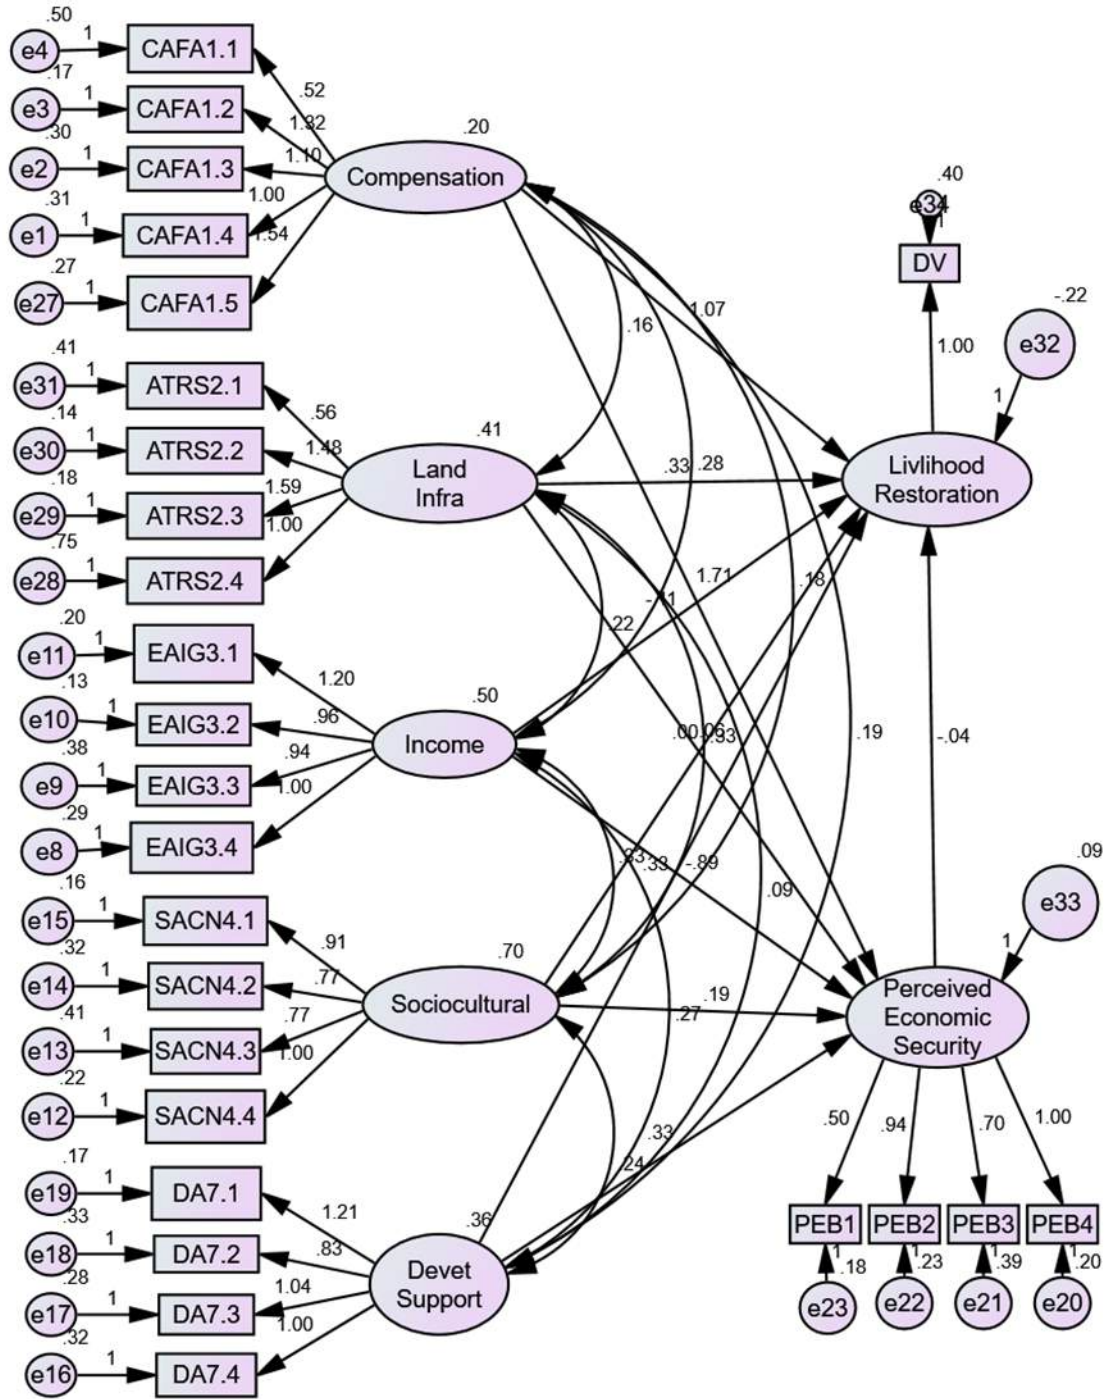 .50
e4
1
CAFA1.1
.17
e3
1
CAFA1.2
.30
e2
1
CAFA1.3
.31
e1
1
CAFA1.4
.27
e27
1
CAFA1.5
.52
1.32
1.10
1.00
1.54
.20
Compensation
.41
e31
1
ATRS2.1
.14
e30
1
ATRS2.2
.18
e29
1
ATRS2.3
.75
e28
1
ATRS2.4
.56
1.48
1.59
1.00
.41
Land
Infra
.20
e11
1
EAIG3.1
.13
e10
1
EAIG3.2
.38
e9
1
EAIG3.3
.29
e8
1
EAIG3.4
1.20
.96
.94
1.00
.50
Income
.16
e15
1
SACN4.1
.32
e14
1
SACN4.2
.41
e13
1
SACN4.3
.22
e12
1
SACN4.4
.91
.77
.77
1.00
.70
Sociocultural
.17
e19
1
DA7.1
.33
e18
1
DA7.2
.28
e17
1
DA7.3
.32
e16
1
DA7.4
1.21
.83
1.04
1.00
.36
Devet
Support
.16
1.07
.33
.28
1.71
.18
.22
.00
.33
.19
.33
-.89
.09
.19
.27
.33
.24
-.04
.40
e34
1
DV
1.00
-.22
e32
1
Livlihood
Restoration
.09
e33
1
Perceived
Economic
Security
.50
.94
.70
1.00
PEB1
PEB2
PEB3
PEB4
1
.18
1
.23
1
.39
1
.20
e23
e22
e21
e20